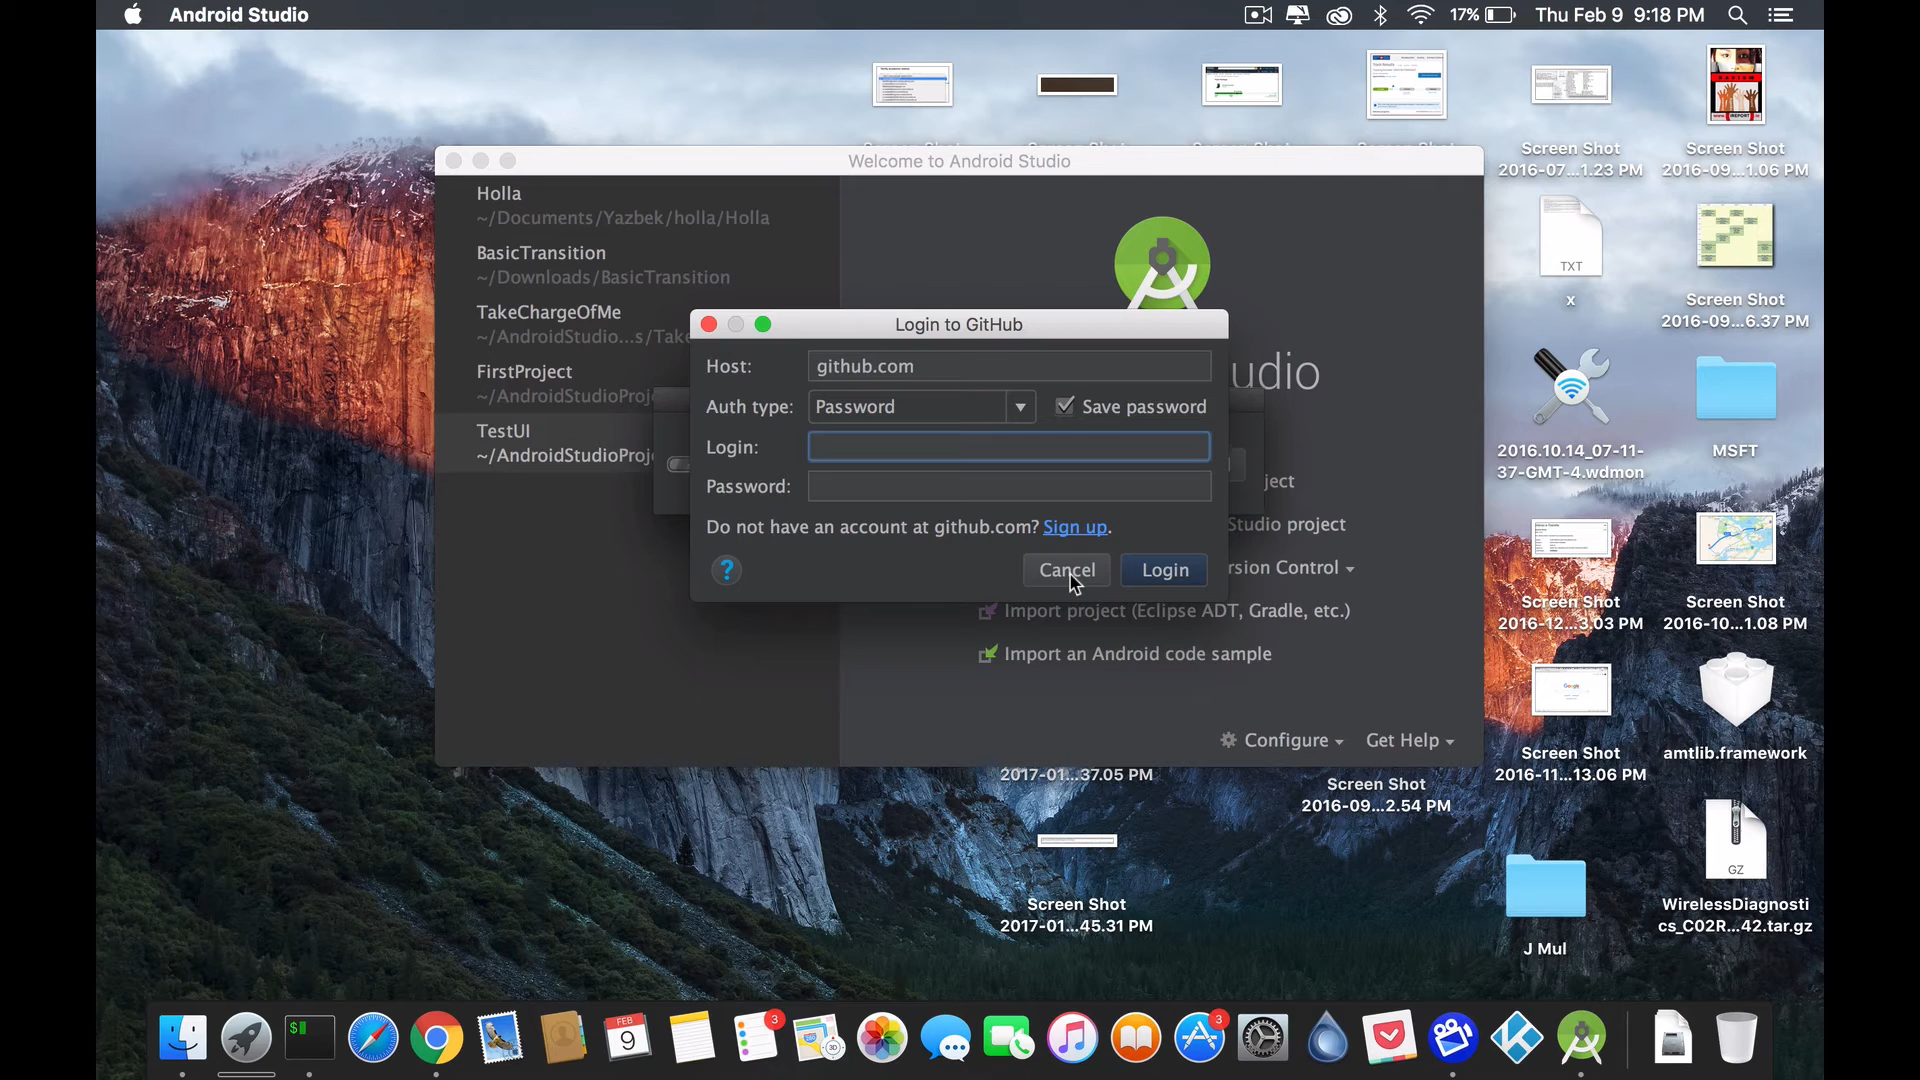 Android Studio
17%
Thu Feb 9 9:18 PM
Welcome to Android Studio
Holla
~/Documents/Yazbek/holla/Holla
BasicTransition
~/Downloads/BasicTransition
TakeChargeOfMe
~/AndroidStudio...s/Take
FirstProject
~/AndroidStudioProj
TestUI
~/AndroidStudioProj
udio
ject
Studio project
rsion Control
Import project (Eclipse ADT, Gradle, etc.)
Import an Android code sample
Configure
Get Help
Login to GitHub
Host:
github.com
Auth type:
Password
Save password
Login:
Password:
Do not have an account at github.com? Sign up.
?
Cancel
Login
Screen Shot
2016-07...1.23 PM
Screen Shot
2016-09...1.06 PM
TXT
x
Screen Shot
2016-09...6.37 PM
2016.10.14_07-11-
37-GMT-4.wdmon
MSFT
Screen Shot
2016-12...3.03 PM
Screen Shot
2016-10...1.08 PM
Screen Shot
2016-11...13.06 PM
amtlib.framework
2017-01...37.05 PM
Screen Shot
2016-09...2.54 PM
Screen Shot
2017-01...45.31 PM
J Mul
GZ
WirelessDiagnosti
cs_C02R...42.tar.gz
$
FEB
9
3
3D
3